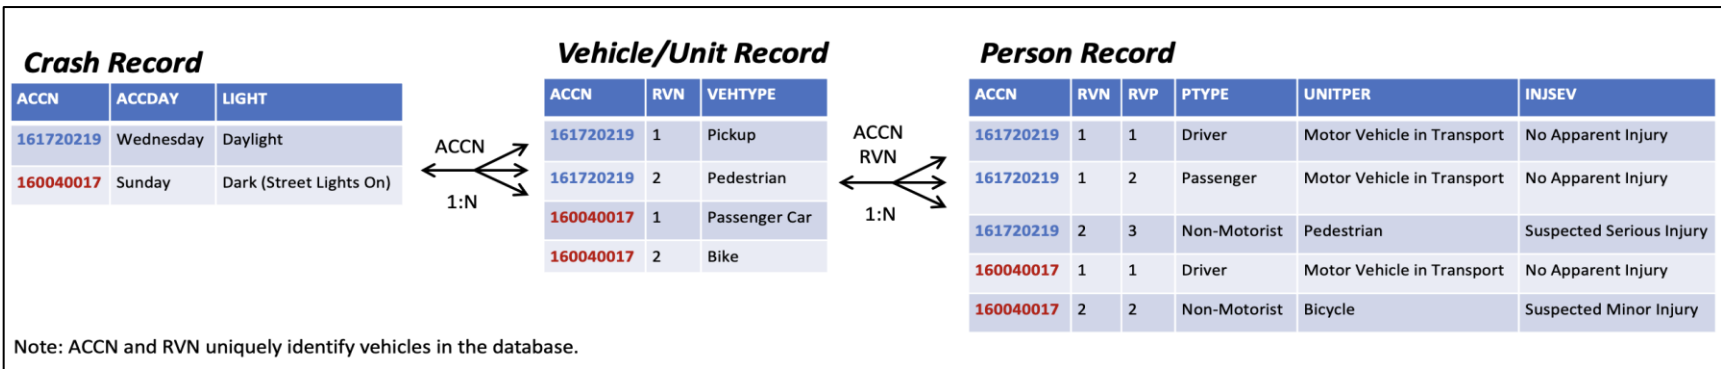 Crash Record
ACCN ACCDAY LIGHT
161720219 Wednesday Daylight
160040017 Sunday Dark (Street Lights On)
ACCN
1:N
Vehicle/Unit Record
ACCN RVN VEHTYPE
161720219 1 Pickup
161720219 2 Pedestrian
160040017 1 Passenger Car
160040017 2 Bike
ACCN
RVN
1:N
Person Record
ACCN RVN RVP PTYPE UNITPER INJSEV
161720219 1 1 Driver Motor Vehicle in Transport No Apparent Injury
161720219 1 2 Passenger Motor Vehicle in Transport No Apparent Injury
161720219 2 3 Non-Motorist Pedestrian Suspected Serious Injury
160040017 1 1 Driver Motor Vehicle in Transport No Apparent Injury
160040017 2 2 Non-Motorist Bicycle Suspected Minor Injury
Note: ACCN and RVN uniquely identify vehicles in the database.